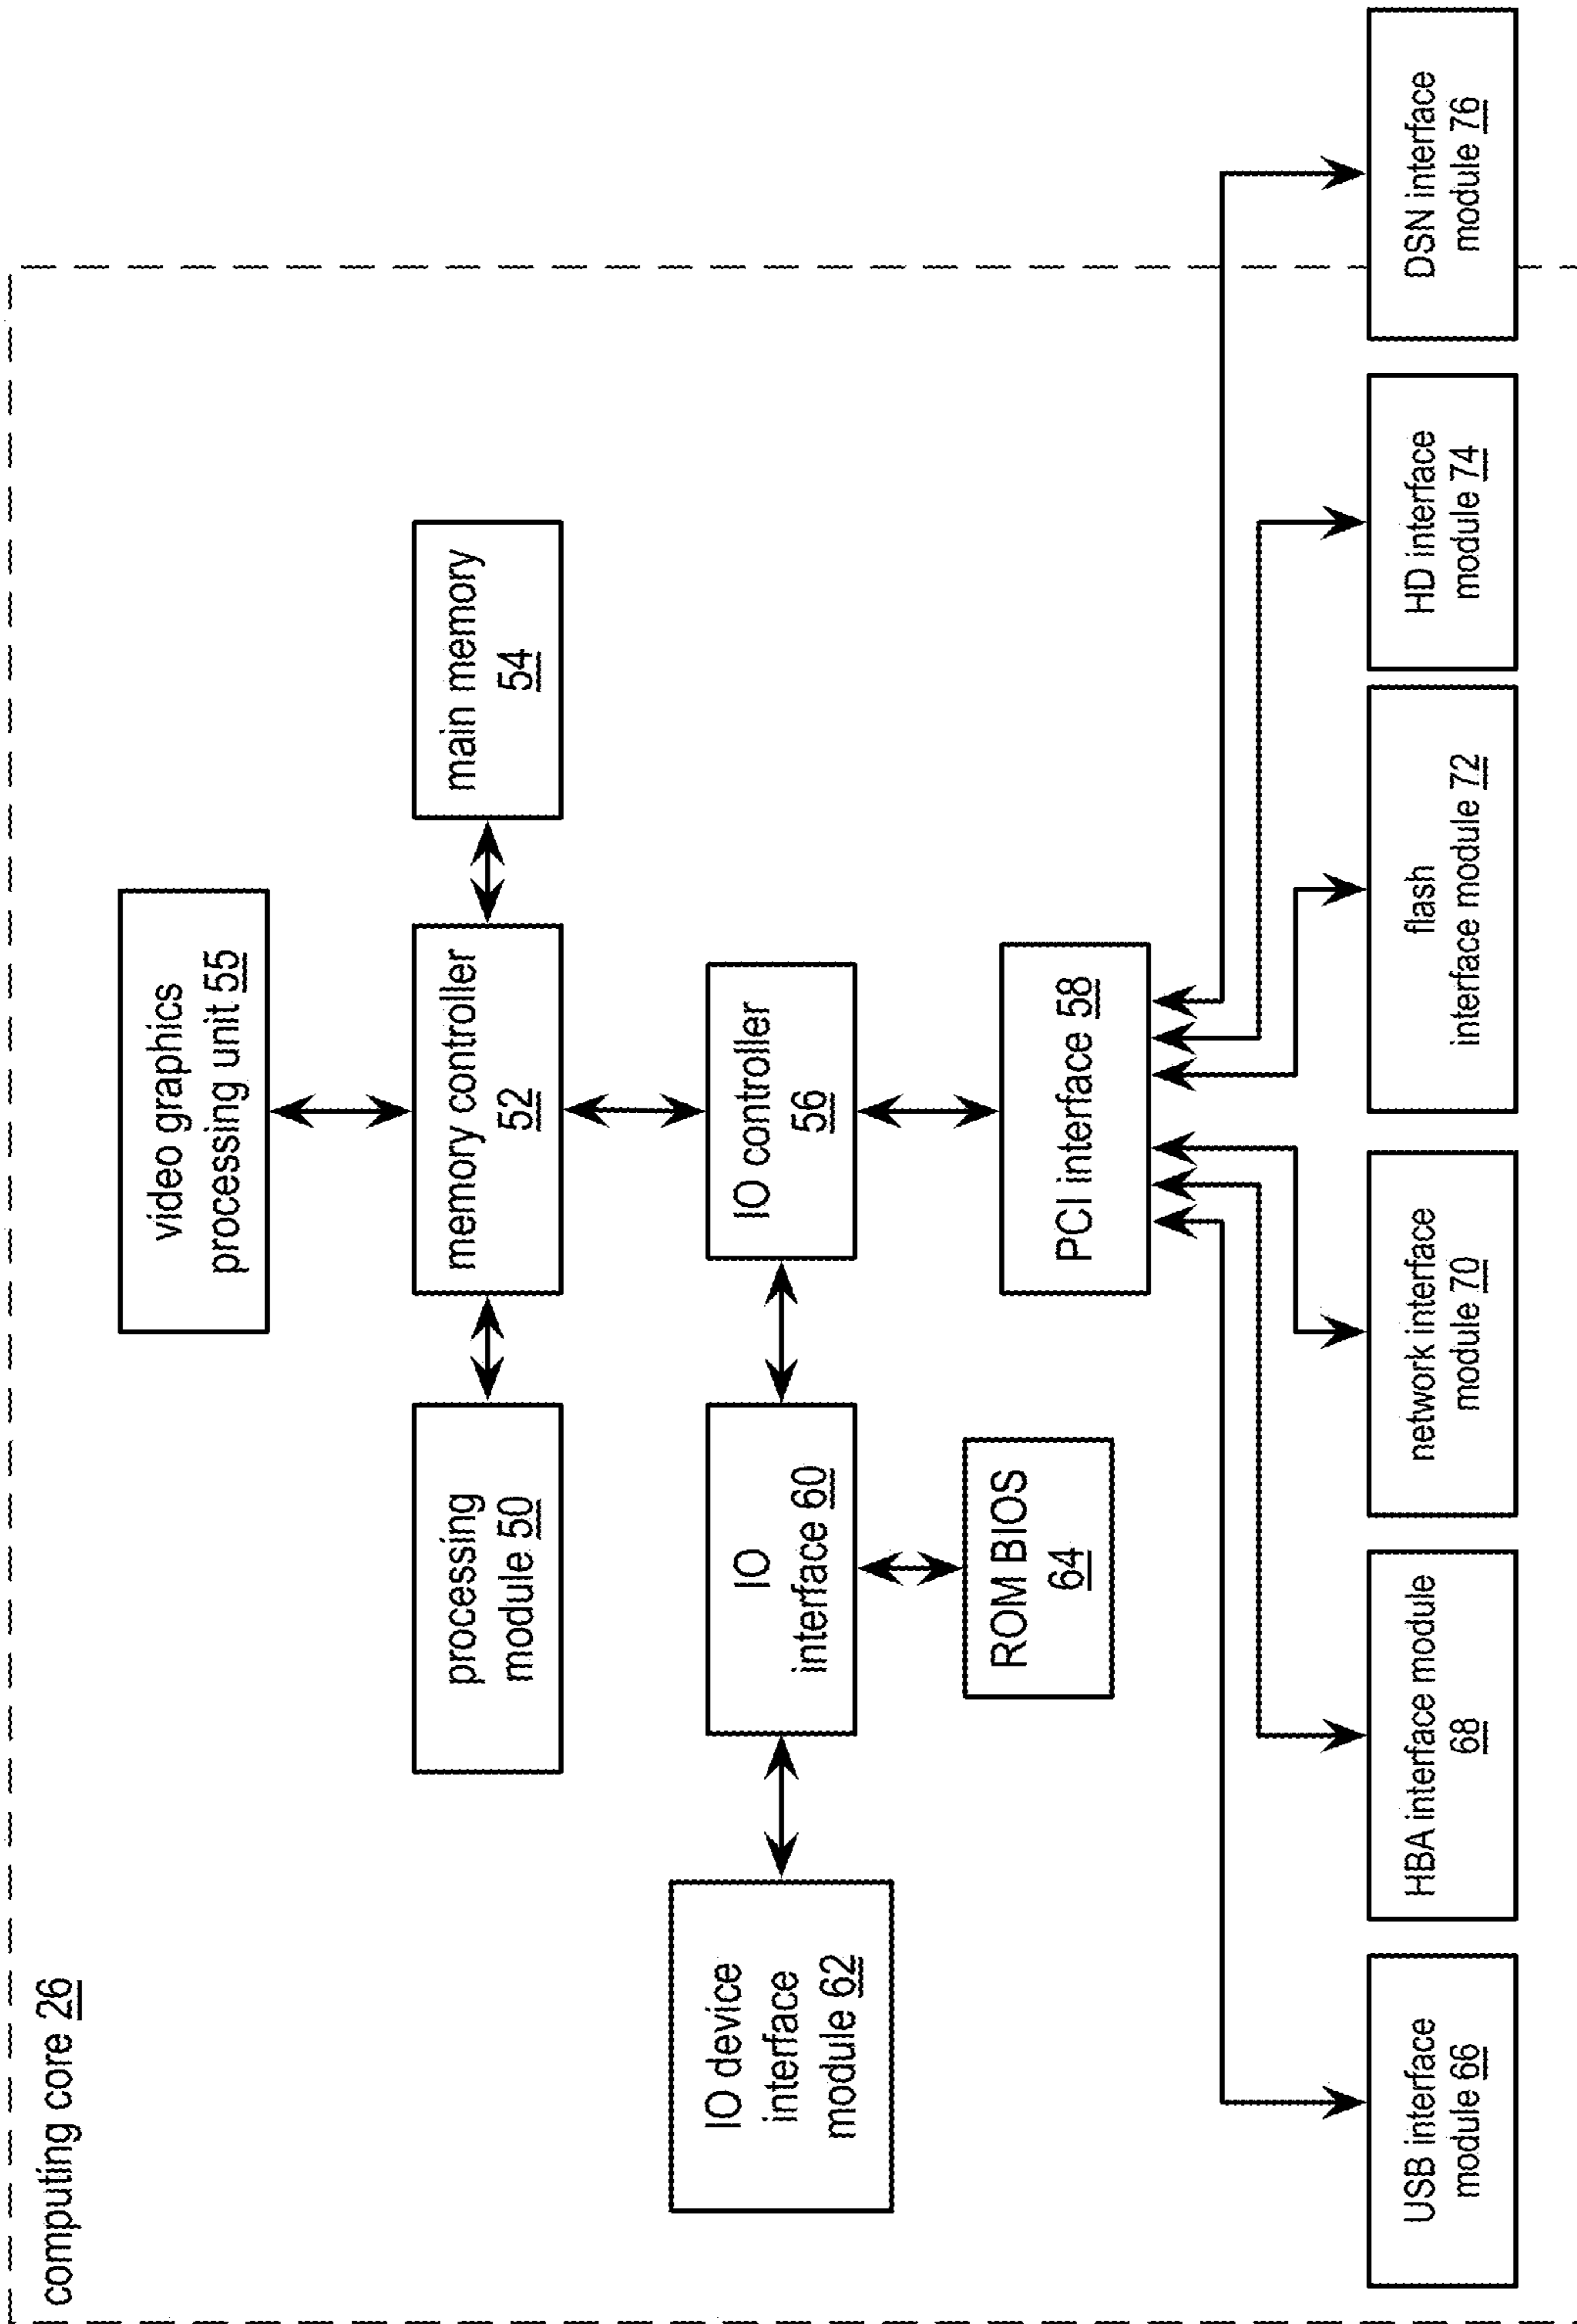 computing core 26
video graphics
processing unit 55
processing
module 50
memory controller
52
main memory
54
IO device
interface
module 62
IO
interface 60
IO controller
56
ROM BIOS
64
PCI interface 58
USB interface
module 66
HBA interface module
68
network interface
module 70
flash
interface module 72
HD interface
module 74
DSN interface
module 76